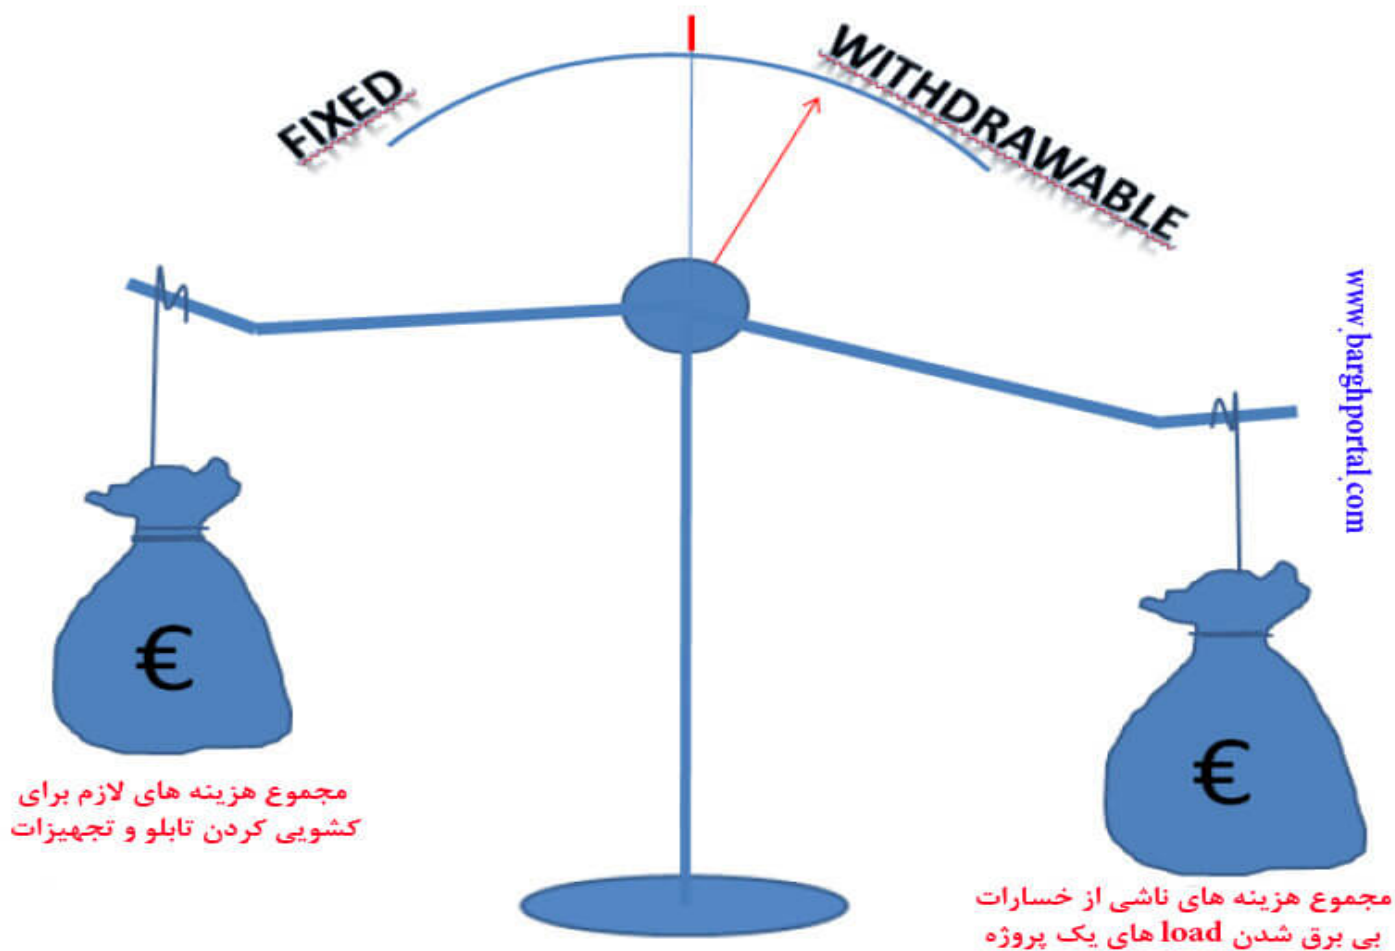 FIXED
WITHDRAWABLE
www.barghportal.com
€
€
مجموع هزینه های لازم برای
کشویی کردن تابلو و تجهیزات
مجموع هزینه های ناشی از خسارات
بی برق شدن load های یک پروژه